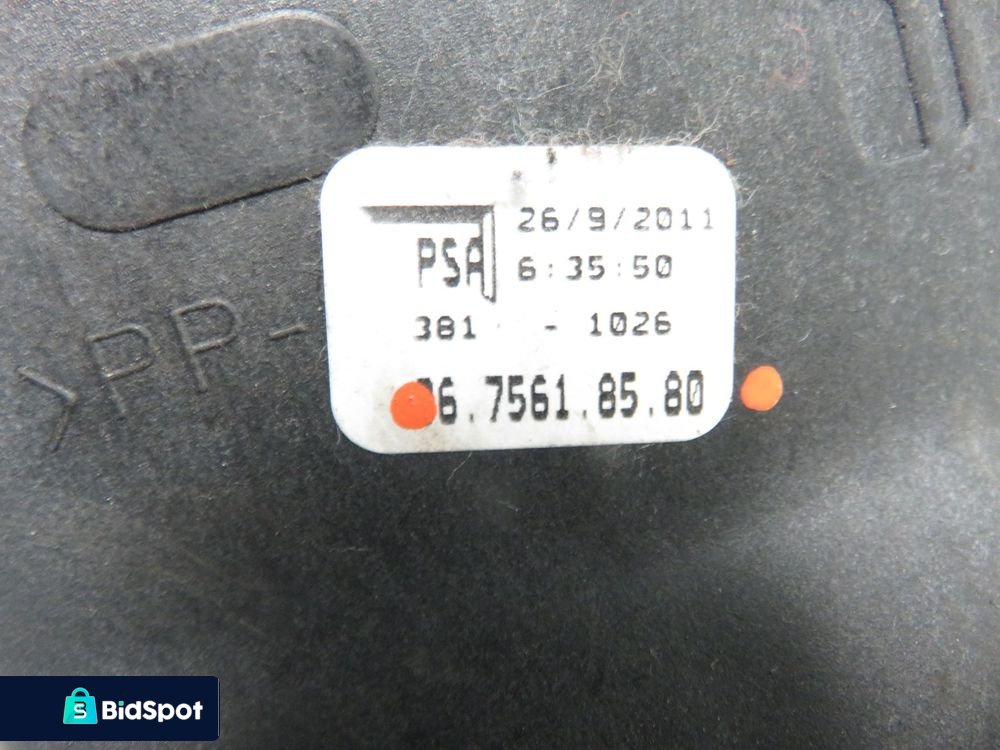 26/9/2011
PSA
6:35:50
381 - 1026
6.7561.85.80
>PP-
BidSpot